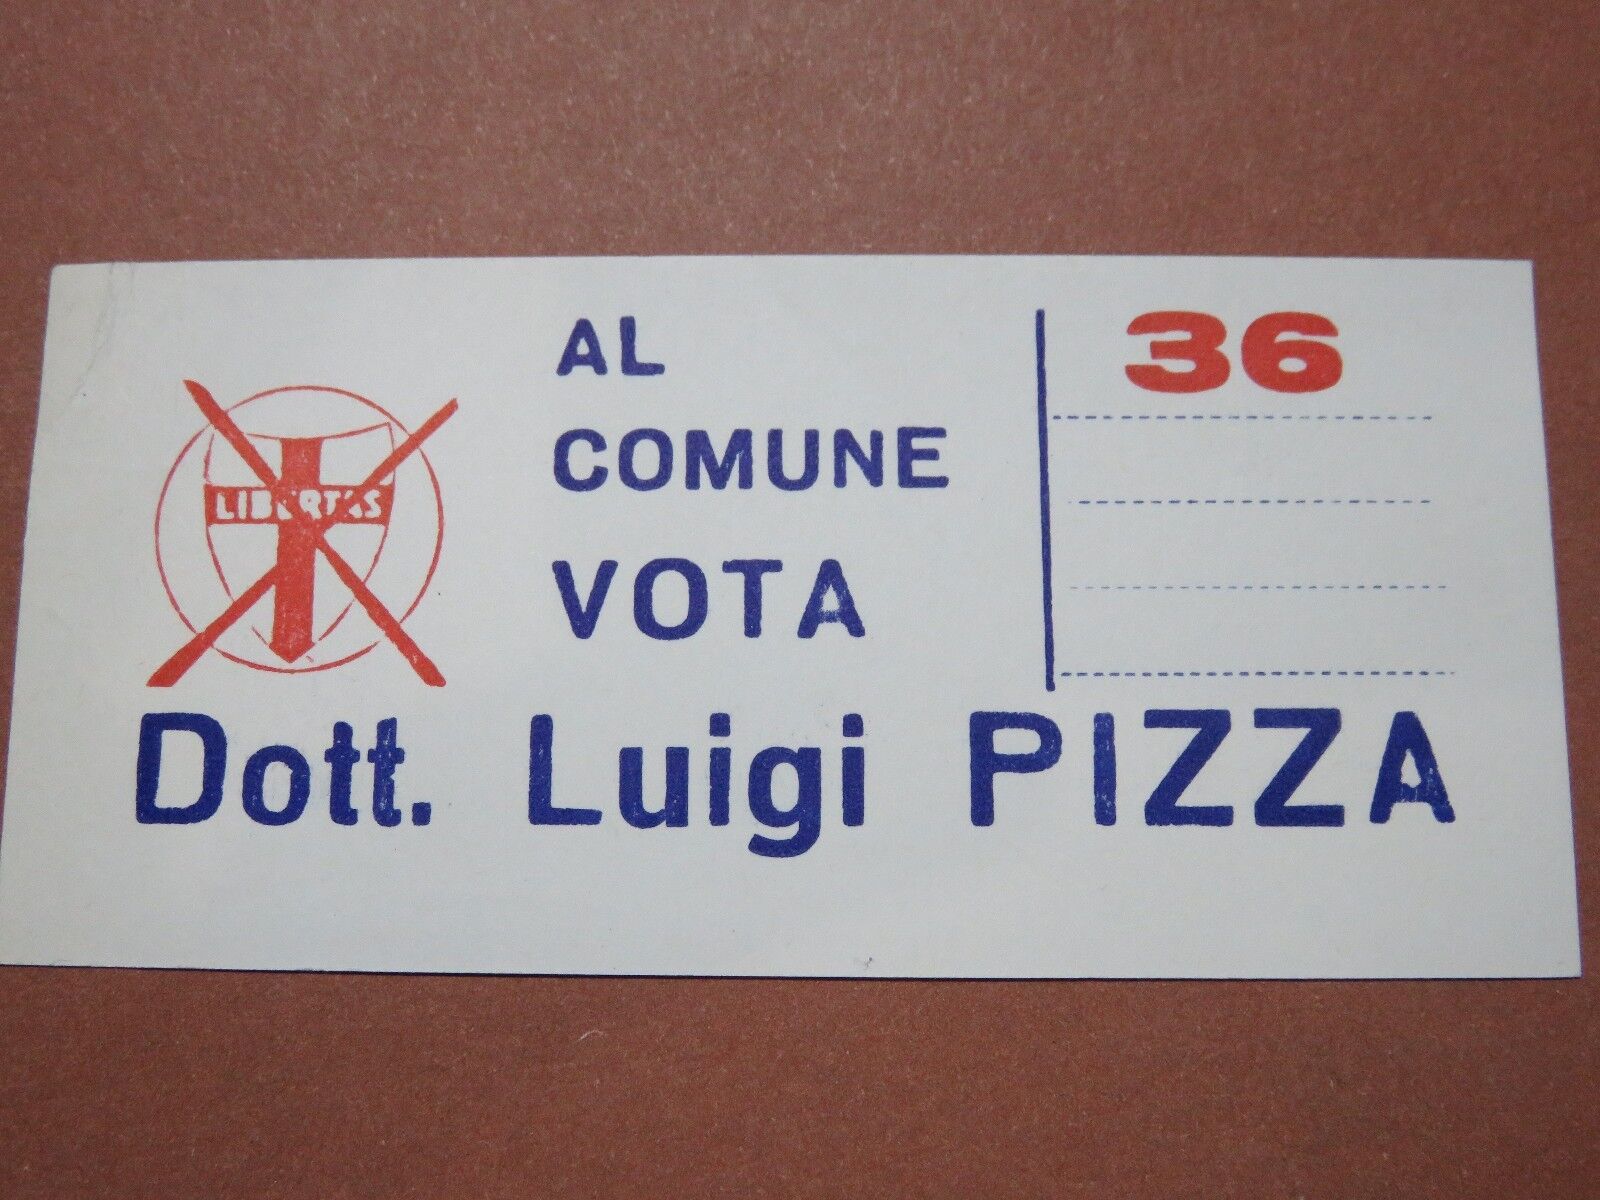 LIBERTAS
AL
COMUNE
VOTA
36
Dott. Luigi PIZZA